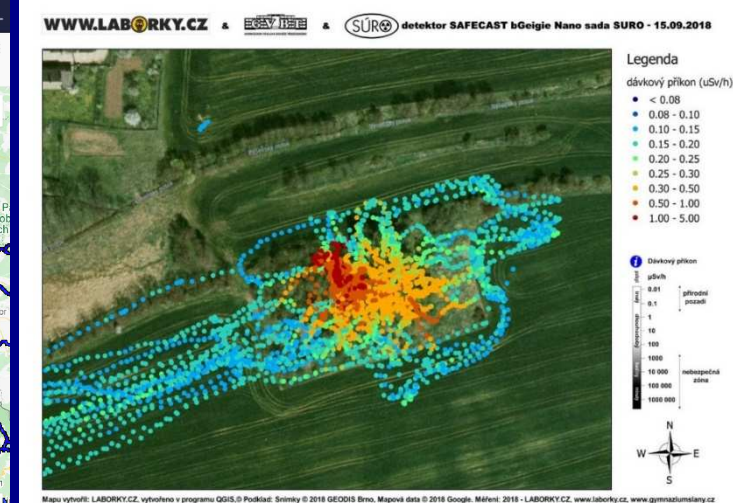 WWW.LABORKY.CZ & & SÚRO detektor SAFECAST bGeigie Nano sada SURO - 15.09.2018
Legenda
dávkový příkon (uSv/h)
< 0.08
0.08 - 0.10
0.10 - 0.15
0.15 - 0.20
0.20 - 0.25
0.25 - 0.30
0.30 - 0.50
0.50 - 1.00
1.00 - 5.00
i Dávkový příkon
µSv/h
0.01
0.1
1
10
100
1000
10 000
100 000
1000 000
přírodní
pozadí
nebezpečná
zóna
N
W E
S
Mapu vytvořil: LABORKY.CZ, vytvořeno v programu QGIS,© Podklad: Snímky © 2018 GEODIS Brno, Mapová data © 2018 Google. Měření: 2018 - LABORKY.CZ, www.laborky.cz, www.gymnaziumslany.cz